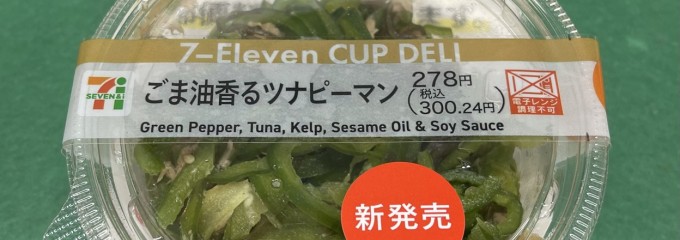 7-Eleven CUP DELI
SEVEN&i
ごま油香るツナピーマン
278円
(税込 300.24円)
電子レンジ
調理不可
Green Pepper, Tuna, Kelp, Sesame Oil & Soy Sauce
新発売